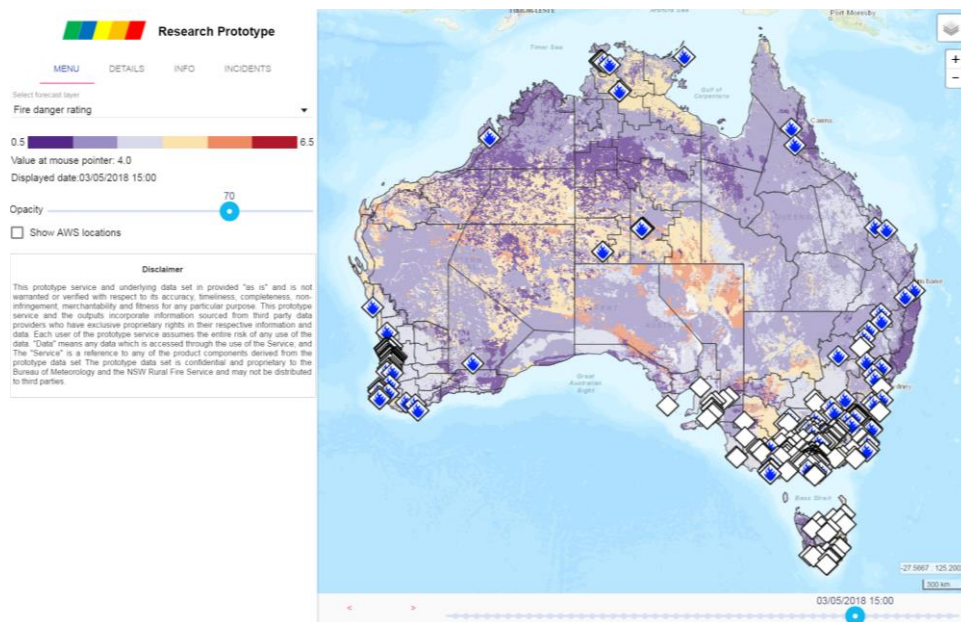 Research Prototype
MENU DETAILS INFO INCIDENTS
Select forecast layer
Fire danger rating
0.5 6.5
Value at mouse pointer: 4.0
Displayed date:03/05/2018 15:00
70
Opacity
Show AWS locations
Disclaimer
This prototype service and underlying data set in provided "as is" and is not
warranted or verified with respect to its accuracy, timeliness, completeness, non-
infringement, merchantability and fitness for any particular purpose. This prototype
service and the outputs incorporate information sourced from third party data
providers who have exclusive proprietary rights in their respective information and
data. Each user of the prototype service assumes the entire risk of any use of the
data. "Data" means any data which is accessed through the use of the Service; and
The "Service" is a reference to any of the product components derived from the
prototype data set The prototype data set is confidential and proprietary to the
Bureau of Meteorology and the NSW Rural Fire Service and may not be distributed
to third parties.
Port Moresby
Timor Sea
Gulf of
Carpentaria
Cairns
Great
Australian
Bight
Bass Strait
+
−
-27.5667 : 125.200
300 km
03/05/2018 15:00
< >